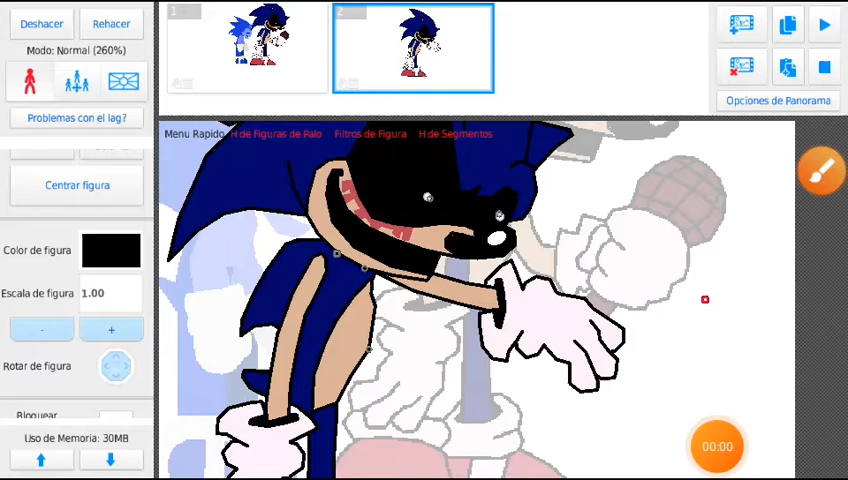 Deshacer
Rehacer
Modo: Normal (260%)
Problemas con el lag?
Centrar figura
Color de figura
Escala de figura 1.00
- +
Rotar de figura
Bloquear
Uso de Memoria: 30MB
1
2
Opciones de Panorama
Menu Rapido H de Figuras de Palo Filtros de Figura H de Segmentos
00:00